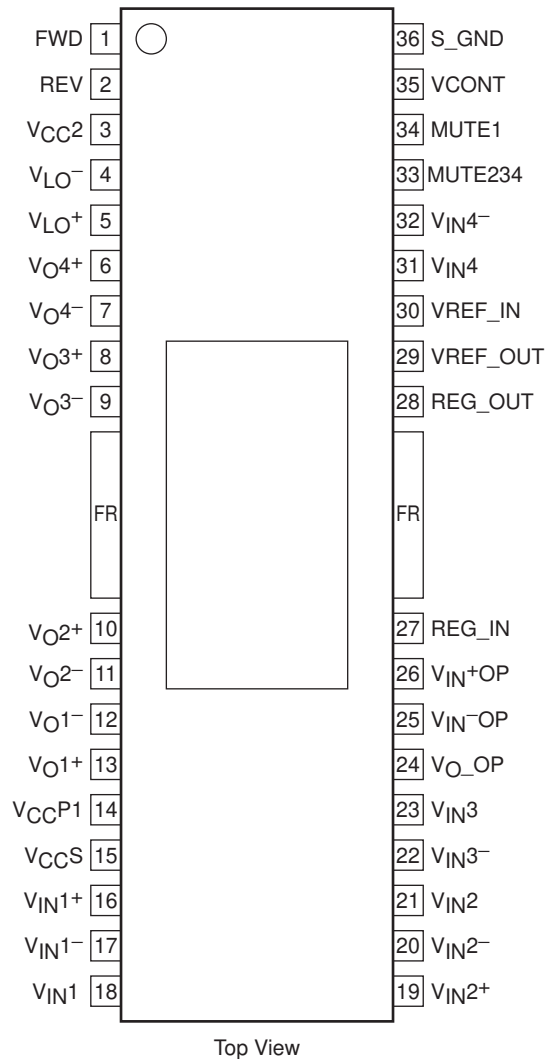 FWD 1 36 S_GND
REV 2 35 VCONT
VCC2 3 34 MUTE1
VLO− 4 33 MUTE234
VLO+ 5 32 VIN4−
VO4+ 6 31 VIN4
VO4− 7 30 VREF_IN
VO3+ 8 29 VREF_OUT
VO3− 9 28 REG_OUT
FR FR
VO2+ 10 27 REG_IN
VO2− 11 26 VIN+OP
VO1− 12 25 VIN−OP
VO1+ 13 24 VO_OP
VCCP1 14 23 VIN3
VCCS 15 22 VIN3−
VIN1+ 16 21 VIN2
VIN1− 17 20 VIN2−
VIN1 18 19 VIN2+
Top View